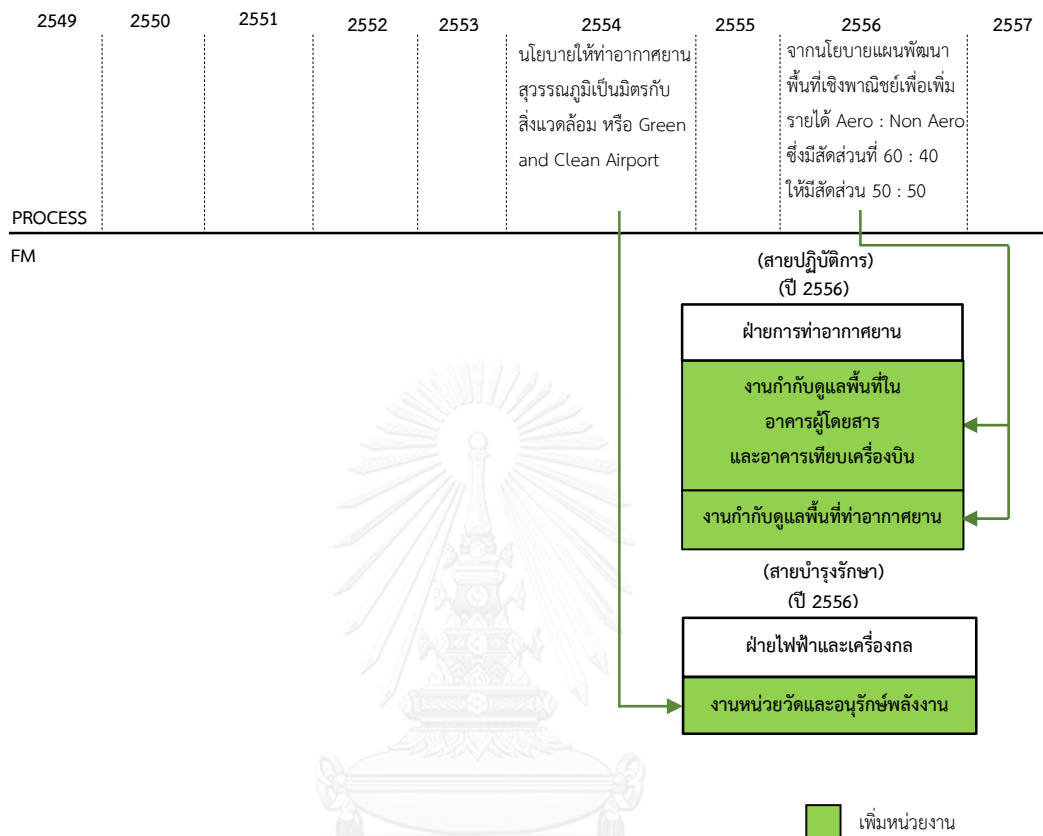 2549 2550 2551 2552 2553 2554 2555 2556 2557
นโยบายให้ท่าอากาศยาน
สุวรรณภูมิเป็นมิตรกับ
สิ่งแวดล้อม หรือ Green
and Clean Airport
จากนโยบายแผนพัฒนา
พื้นที่เชิงพาณิชย์เพื่อเพิ่ม
รายได้ Aero : Non Aero
ซึ่งมีสัดส่วนที่ 60 : 40
ให้มีสัดส่วน 50 : 50
PROCESS
FM
(สายปฏิบัติการ)
(ปี 2556)
ฝ่ายการท่าอากาศยาน
งานกำกับดูแลพื้นที่ใน
อาคารผู้โดยสาร
และอาคารเทียบเครื่องบิน
งานกำกับดูแลพื้นที่ท่าอากาศยาน
(สายบำรุงรักษา)
(ปี 2556)
ฝ่ายไฟฟ้าและเครื่องกล
งานหน่วยวัดและอนุรักษ์พลังงาน
เพิ่มหน่วยงาน